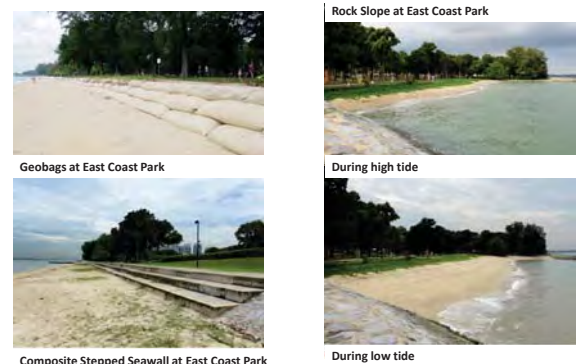 Geobags at East Coast Park
Composite Stepped Seawall at East Coast Park
Rock Slope at East Coast Park
During high tide
During low tide